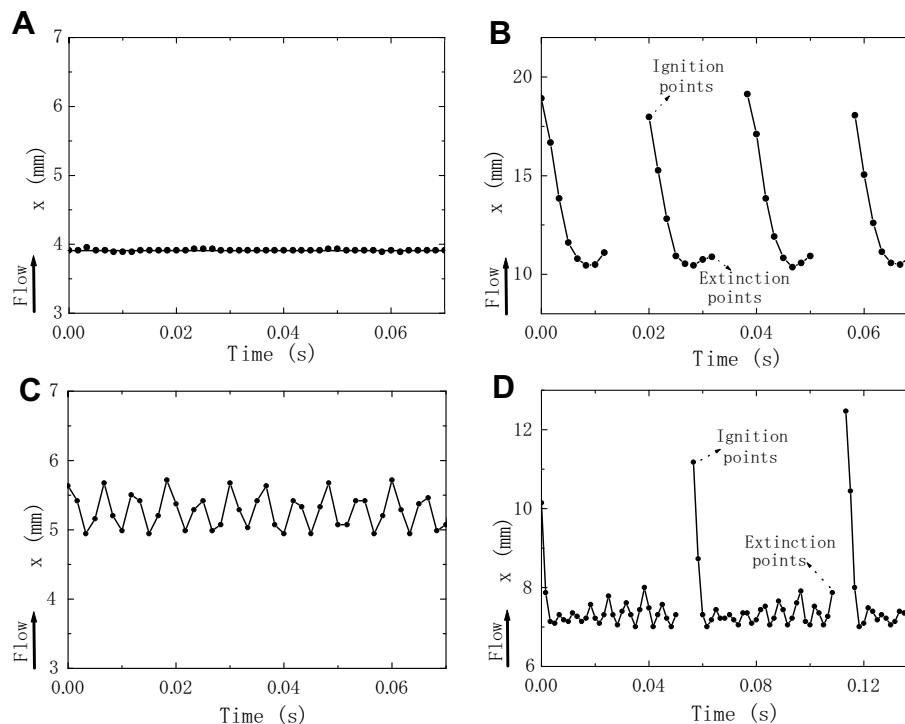 A
7
6
5
4
3
x (mm)
Flow
0.00 0.02 0.04 0.06
Time (s)
B
20
15
10
x (mm)
Flow
Ignition
points
Extinction
points
0.00 0.02 0.04 0.06
Time (s)
C
7
6
5
4
3
x (mm)
Flow
0.00 0.02 0.04 0.06
Time (s)
D
12
10
8
6
x (mm)
Flow
Ignition
points
Extinction
points
0.00 0.04 0.08 0.12
Time (s)